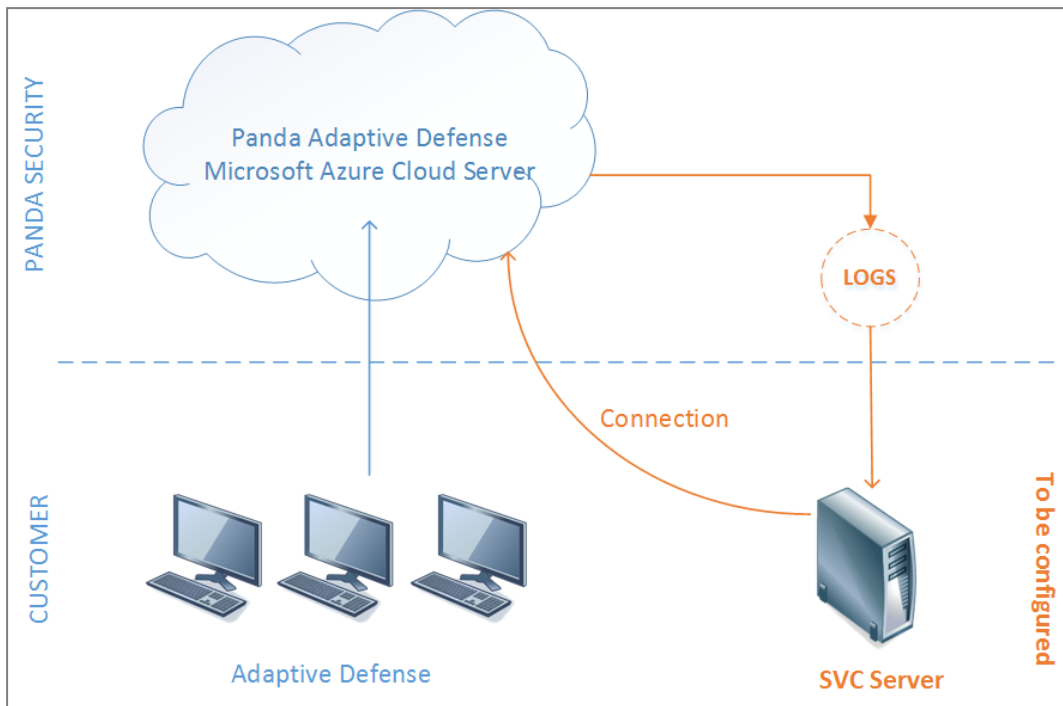 PANDA SECURITY
Panda Adaptive Defense
Microsoft Azure Cloud Server
LOGS
Connection
CUSTOMER
Adaptive Defense
SVC Server
To be configured